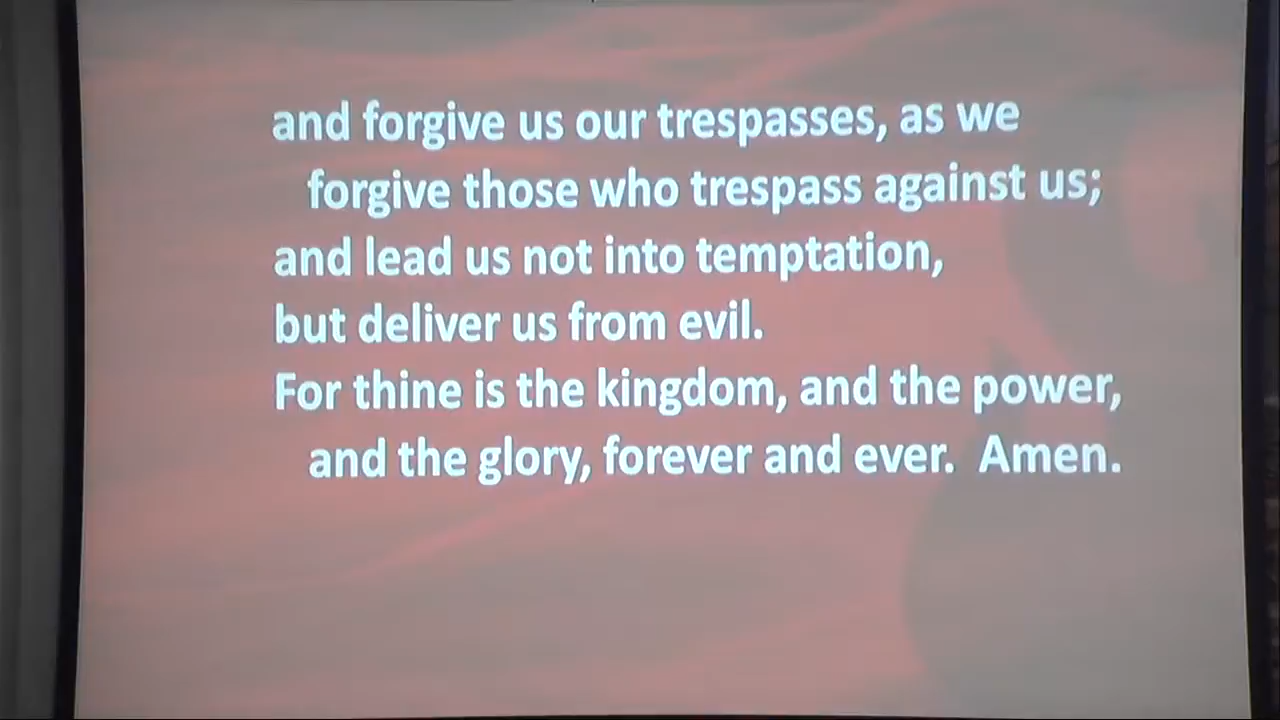 and forgive us our trespasses, as we
forgive those who trespass against us;
and lead us not into temptation,
but deliver us from evil.
For thine is the kingdom, and the power,
and the glory, forever and ever.  Amen.